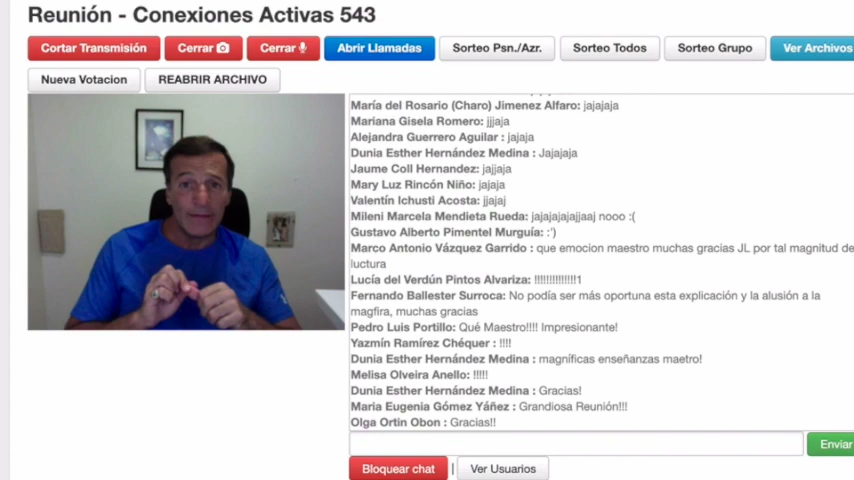 Reunión - Conexiones Activas 543
Cortar Transmisión Cerrar Cerrar Abrir Llamadas Sorteo Psn./Azr. Sorteo Todos Sorteo Grupo Ver Archivos
Nueva Votacion REABRIR ARCHIVO
María del Rosario (Charo) Jimenez Alfaro: jajajaja
Mariana Gisela Romero: jjjaja
Alejandra Guerrero Aguilar : jajaja
Dunia Esther Hernández Medina : Jajajaja
Jaume Coll Hernandez: jajjaja
Mary Luz Rincón Niño: jajaja
Valentín Ichusti Acosta: jjajaj
Mileni Marcela Mendieta Rueda: jajajajajajjaaj nooo :(
Gustavo Alberto Pimentel Murguía: :')
Marco Antonio Vázquez Garrido : que emocion maestro muchas gracias JL por tal magnitud de
luctura
Lucía del Verdún Pintos Alvariza: !!!!!!!!!!!!!!!1
Fernando Ballester Surroca: No podía ser más oportuna esta explicación y la alusión a la
magfira, muchas gracias
Pedro Luis Portillo: Qué Maestro!!!! Impresionante!
Yazmín Ramírez Chéquer : !!!!
Dunia Esther Hernández Medina : magníficas enseñanzas maetro!
Melisa Olveira Anello: !!!!!
Dunia Esther Hernández Medina : Gracias!
Maria Eugenia Gómez Yáñez : Grandiosa Reunión!!!
Olga Ortin Obon : Gracias!!
Enviar
Bloquear chat | Ver Usuarios